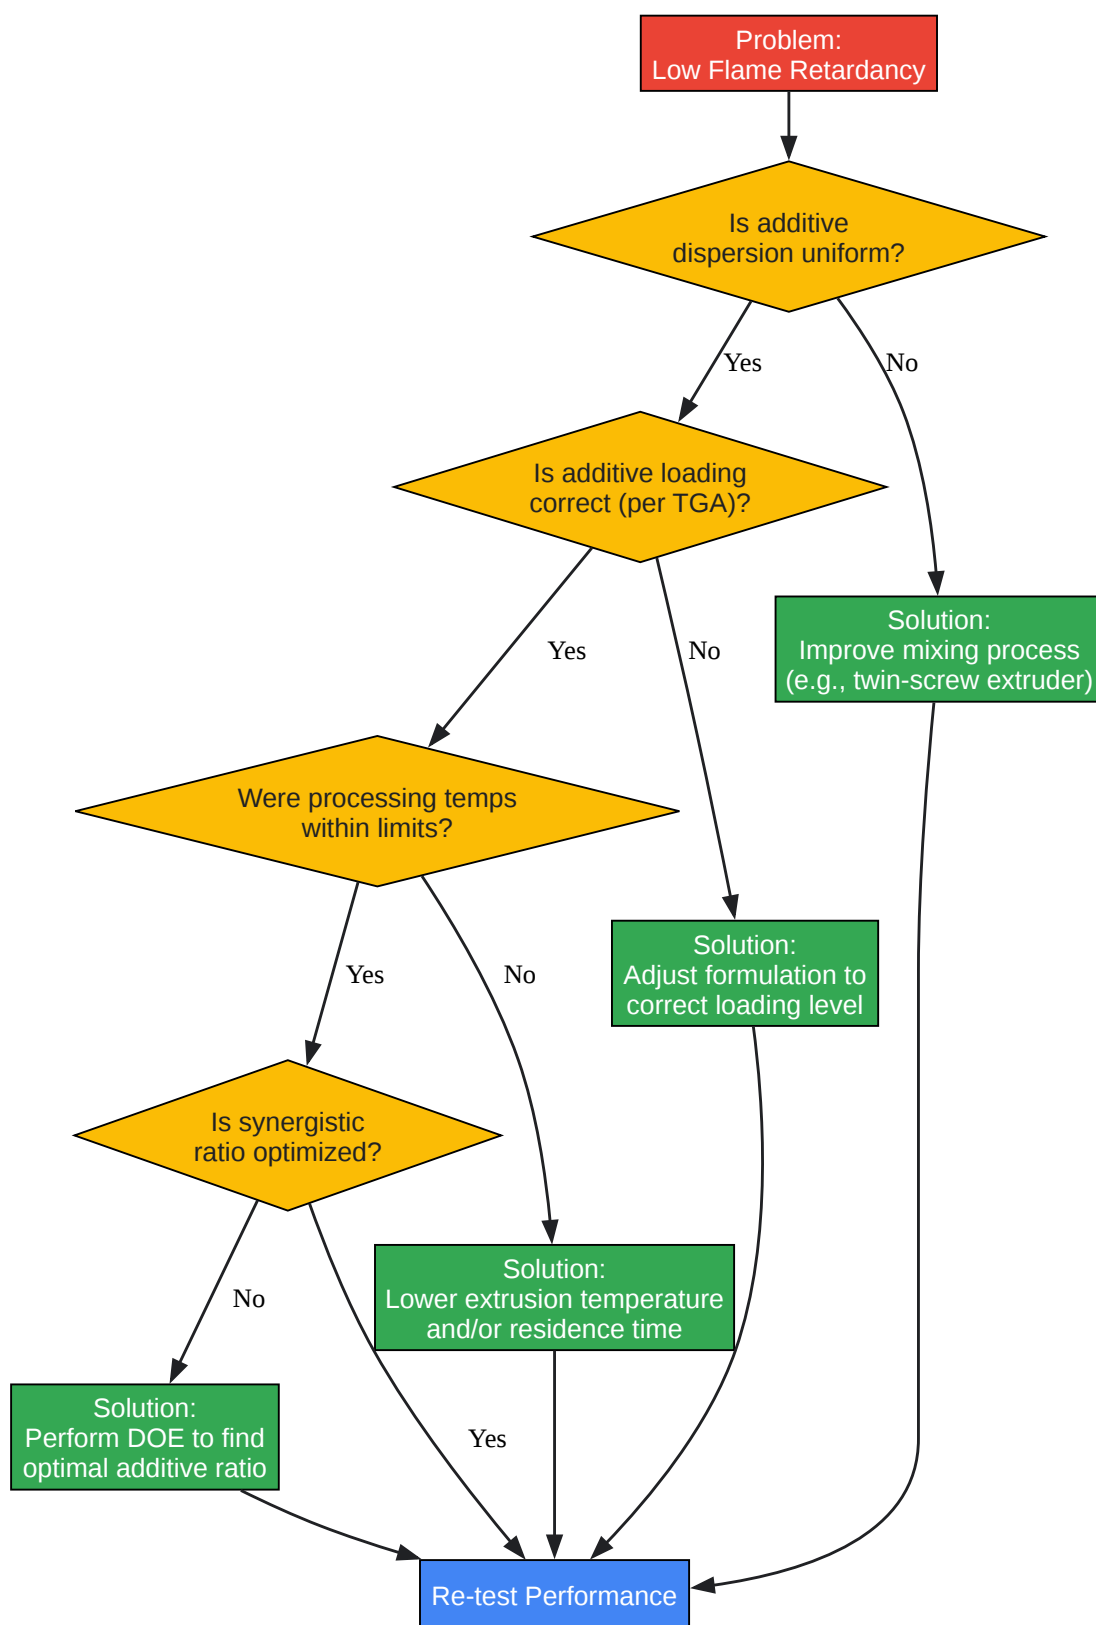 Problem:
Low Flame Retardancy
Is additive
dispersion uniform?
Yes
No
Is additive loading
correct (per TGA)?
Solution:
Improve mixing process
(e.g., twin-screw extruder)
Yes
No
Were processing temps
within limits?
Solution:
Adjust formulation to
correct loading level
Yes
No
Is synergistic
ratio optimized?
Solution:
Lower extrusion temperature
and/or residence time
No
Solution:
Perform DOE to find
optimal additive ratio
Yes
Re-test Performance